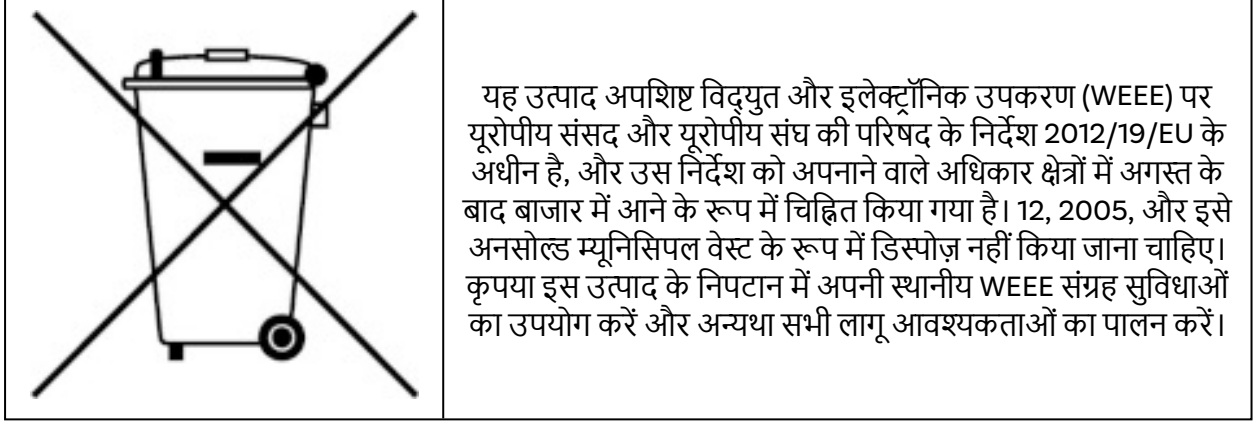 यह उत्पाद अपशिष्ट विद्युत और इलेक्ट्रॉनिक उपकरण (WEEE) पर
यूरोपीय संसद और यूरोपीय संघ की परिषद के निर्देश 2012/19/EU के
अधीन है, और उस निर्देश को अपनाने वाले अधिकार क्षेत्रों में अगस्त के
बाद बाजार में आने के रूप में चिह्नित किया गया है। 12, 2005, और इसे
अनसोल्ड म्यूनिसिपल वेस्ट के रूप में डिस्पोज़ नहीं किया जाना चाहिए।
कृपया इस उत्पाद के निपटान में अपनी स्थानीय WEEE संग्रह सुविधाओं
का उपयोग करें और अन्यथा सभी लागू आवश्यकताओं का पालन करें।